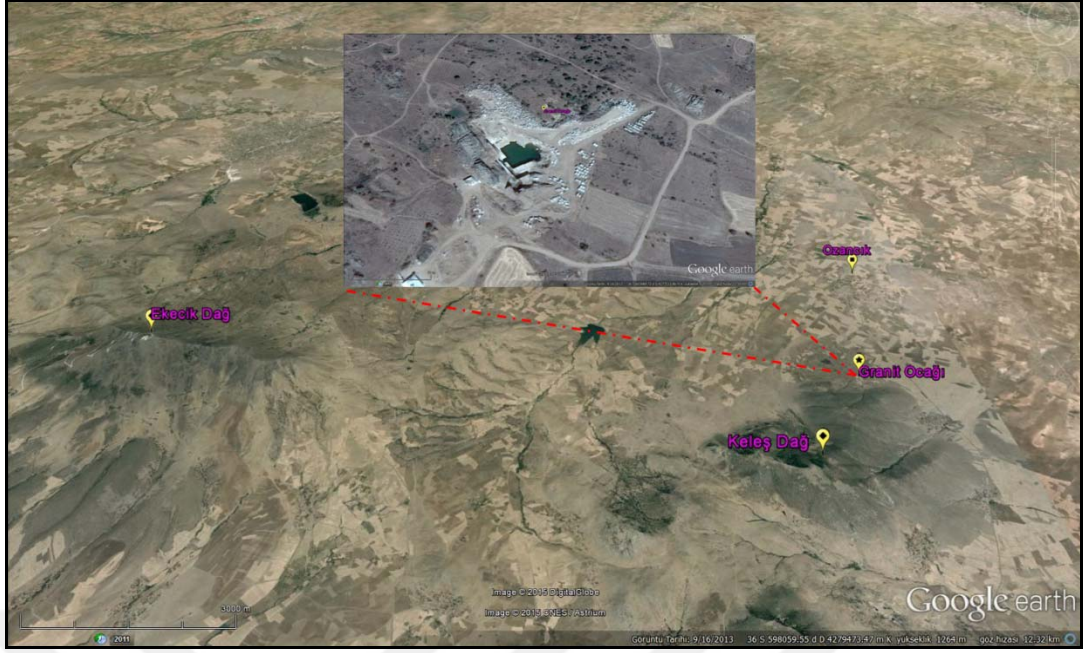 Google earth
Ozancık
Ekecik Dağ
Granit Ocağı
Keleş Dağ
Image © 2015 DigitalGlobe
Image © 2015 CNES / Astrium
Google earth
3000 m
2011
Görüntü Tarihi: 9/16/2013 36 S 598059.55 d D 4279473.47 m K yükseklik 1264 m göz hizası 12.32 km